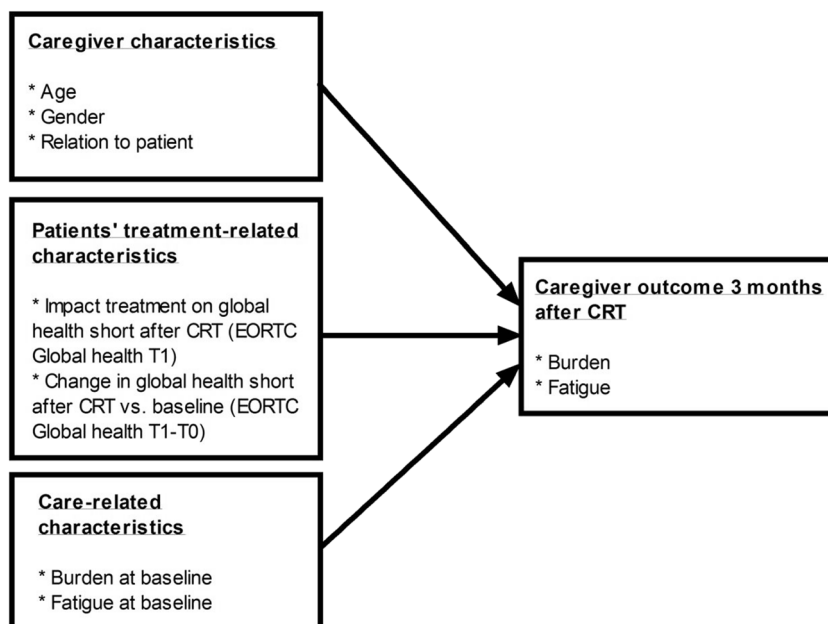 Caregiver characteristics
* Age
* Gender
* Relation to patient
Patients' treatment-related
characteristics
* Impact treatment on global
health short after CRT (EORTC
Global health T1)
* Change in global health short
after CRT vs. baseline (EORTC
Global health T1-T0)
Care-related
characteristics
* Burden at baseline
* Fatigue at baseline
Caregiver outcome 3 months
after CRT
* Burden
* Fatigue